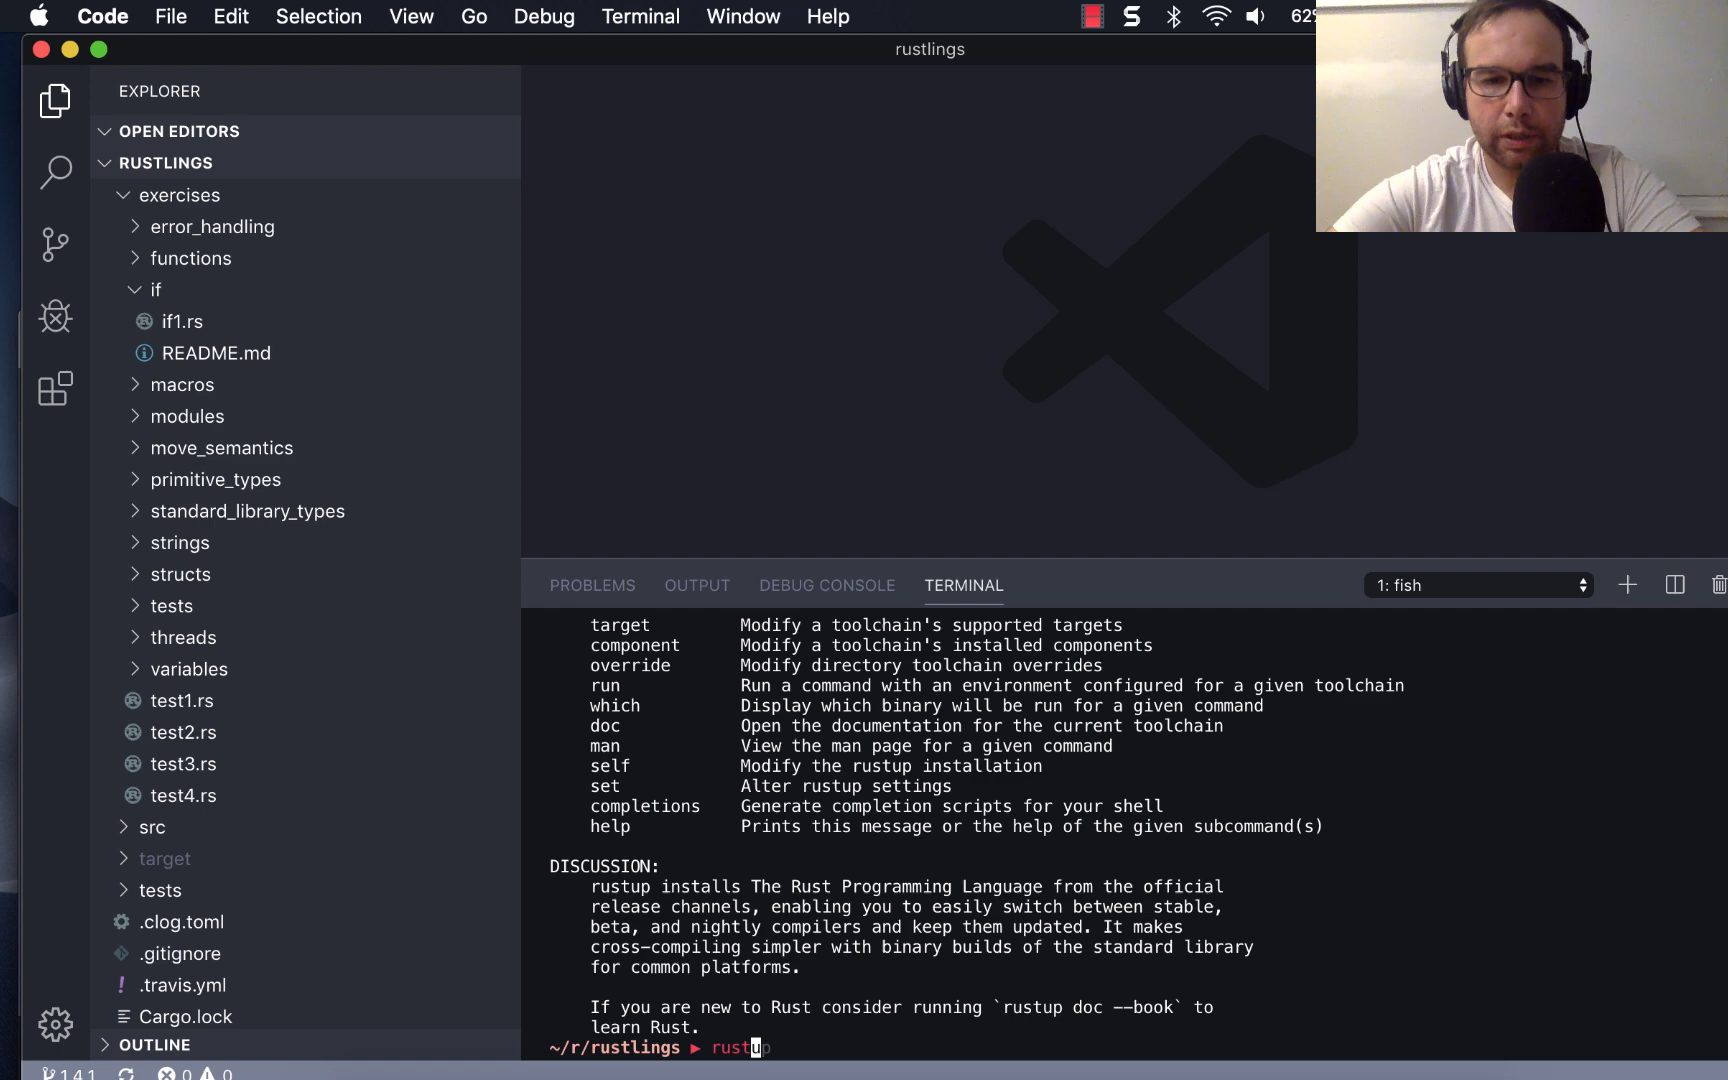 Code File Edit Selection View Go Debug Terminal Window Help 62%
rustlings
EXPLORER
OPEN EDITORS
RUSTLINGS
exercises
error_handling
functions
if
if1.rs
README.md
macros
modules
move_semantics
primitive_types
standard_library_types
strings
structs
tests
threads
variables
test1.rs
test2.rs
test3.rs
test4.rs
src
target
tests
.clog.toml
.gitignore
.travis.yml
Cargo.lock
OUTLINE
1.4.1 0 0
PROBLEMS OUTPUT DEBUG CONSOLE TERMINAL 1: fish
target Modify a toolchain's supported targets
component Modify a toolchain's installed components
override Modify directory toolchain overrides
run Run a command with an environment configured for a given toolchain
which Display which binary will be run for a given command
doc Open the documentation for the current toolchain
man View the man page for a given command
self Modify the rustup installation
set Alter rustup settings
completions Generate completion scripts for your shell
help Prints this message or the help of the given subcommand(s)
DISCUSSION:
rustup installs The Rust Programming Language from the official
release channels, enabling you to easily switch between stable,
beta, and nightly compilers and keep them updated. It makes
cross-compiling simpler with binary builds of the standard library
for common platforms.
If you are new to Rust consider running `rustup doc --book` to
learn Rust.
~/r/rustlings ▶ rustup